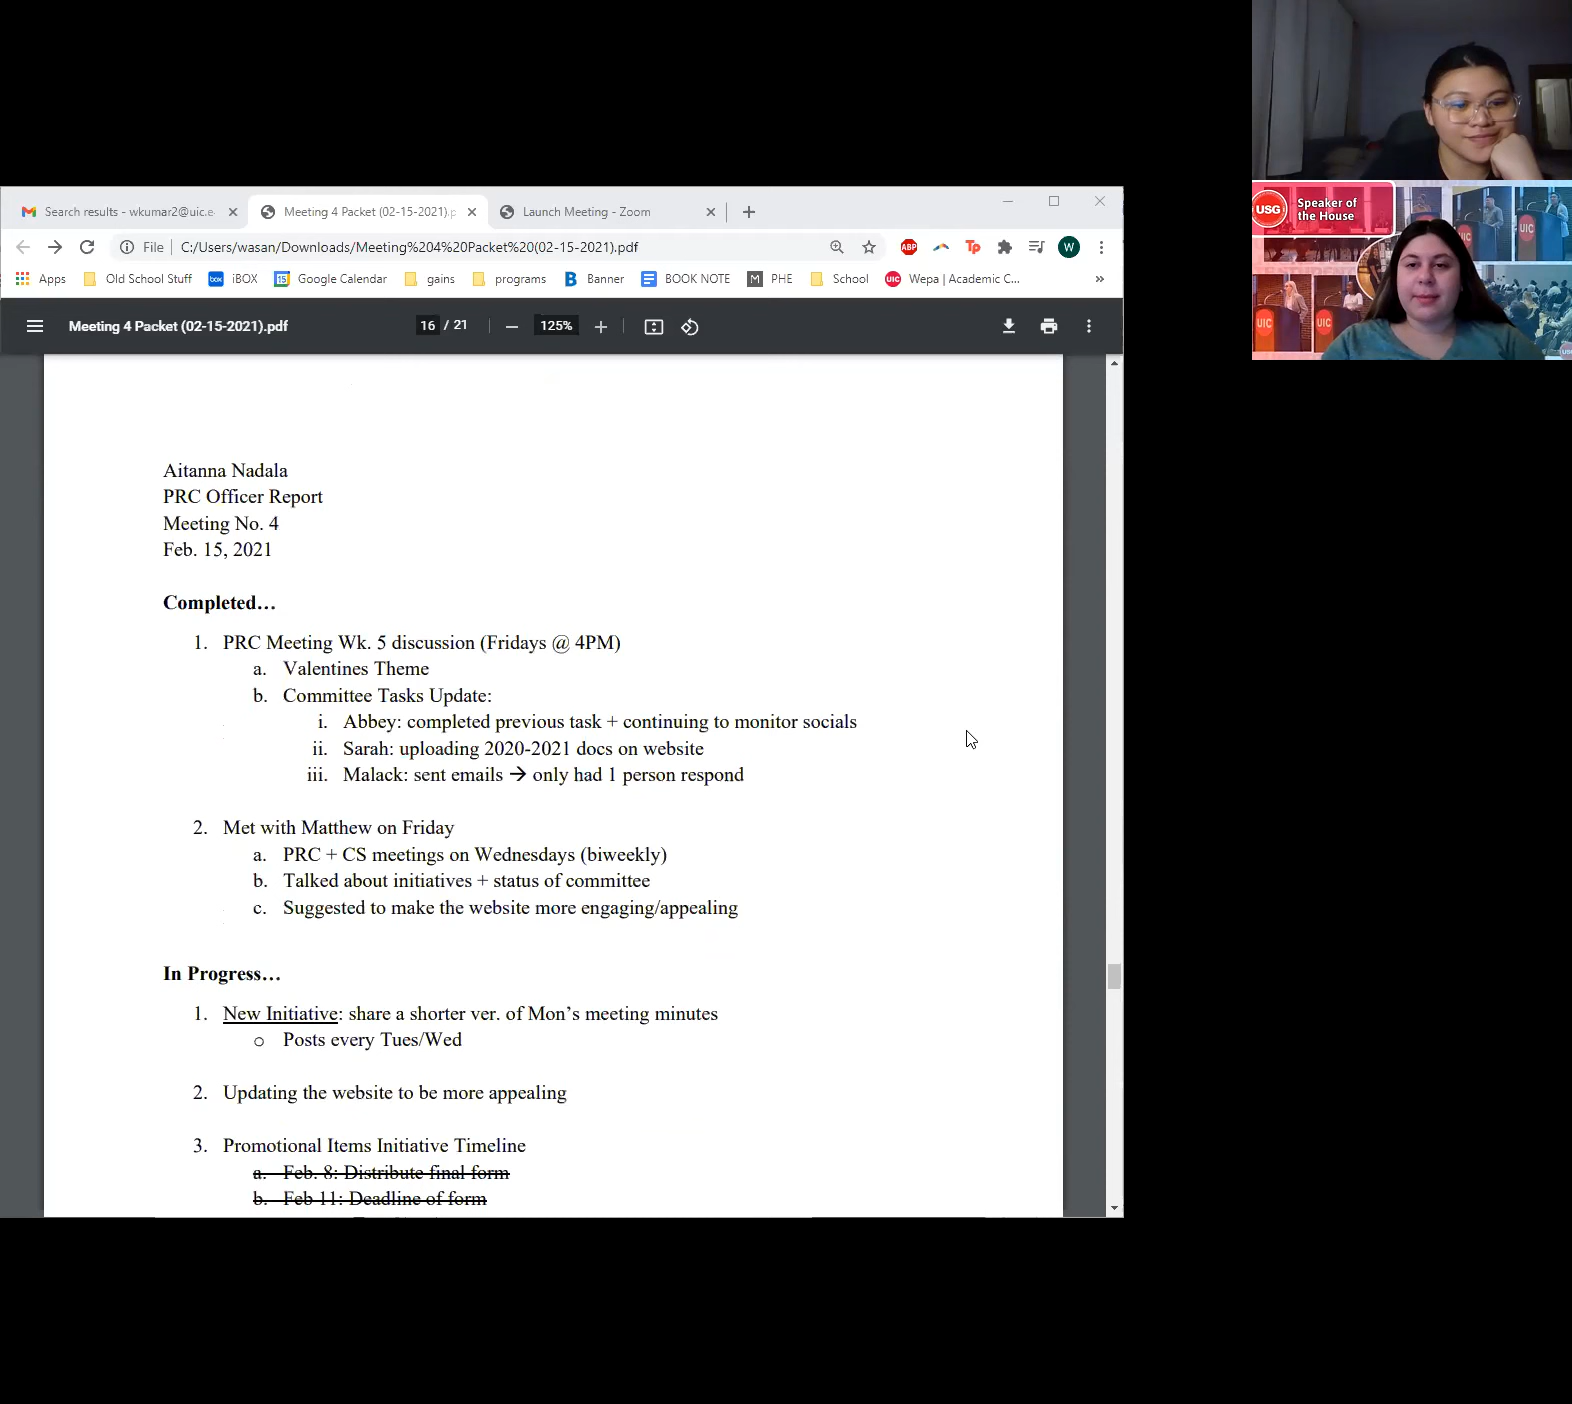 Search results - wkumar2@uic.e
Meeting 4 Packet (02-15-2021).p
Launch Meeting - Zoom
File | C:/Users/wasan/Downloads/Meeting%204%20Packet%20(02-15-2021).pdf
ABP
Tp
W
Apps
Old School Stuff
box iBOX
15 Google Calendar
gains
programs
B Banner
BOOK NOTE
M PHE
School
UIC Wepa | Academic C...
»
Meeting 4 Packet (02-15-2021).pdf
16 / 21
125%
Aitanna Nadala
PRC Officer Report
Meeting No. 4
Feb. 15, 2021
Completed…
1. PRC Meeting Wk. 5 discussion (Fridays @ 4PM)
a. Valentines Theme
b. Committee Tasks Update:
i. Abbey: completed previous task + continuing to monitor socials
ii. Sarah: uploading 2020-2021 docs on website
iii. Malack: sent emails → only had 1 person respond
2. Met with Matthew on Friday
a. PRC + CS meetings on Wednesdays (biweekly)
b. Talked about initiatives + status of committee
c. Suggested to make the website more engaging/appealing
In Progress…
1. New Initiative: share a shorter ver. of Mon's meeting minutes
o Posts every Tues/Wed
2. Updating the website to be more appealing
3. Promotional Items Initiative Timeline
a. Feb. 8: Distribute final form
b. Feb 11: Deadline of form
USG
Speaker of
the House
UIC
UIC
UIC
UIC